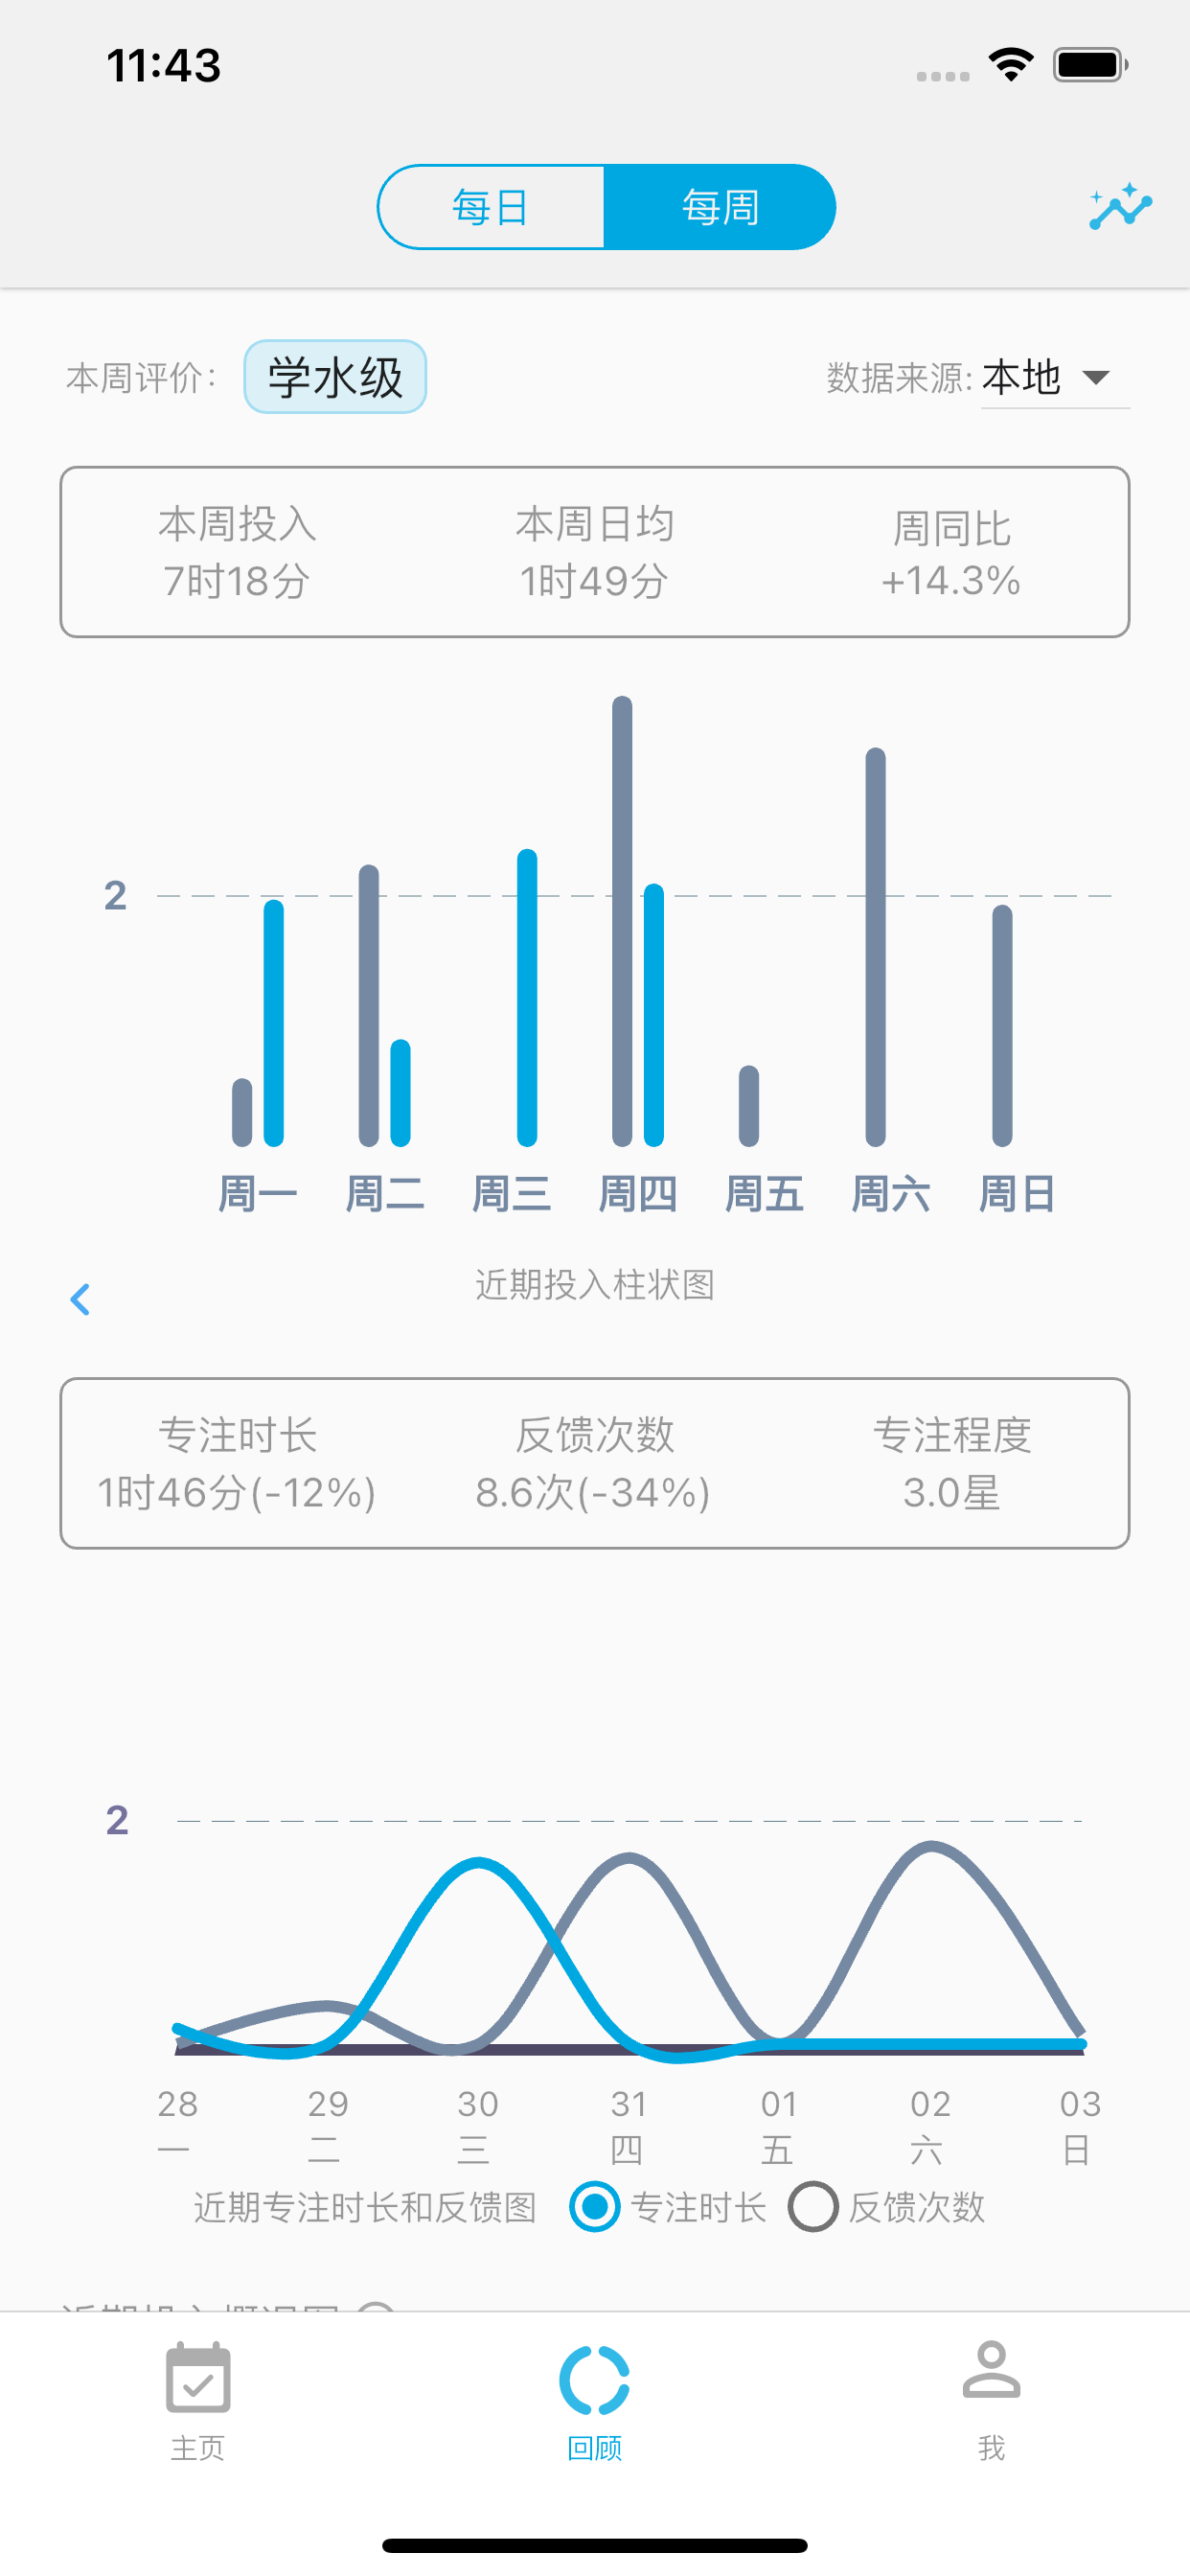 11:43
每日 每周
本周评价: 学水级 数据来源: 本地
本周投入 本周日均 周同比
7时18分 1时49分 +14.3%
2
周一 周二 周三 周四 周五 周六 周日
近期投入柱状图
专注时长 反馈次数 专注程度
1时46分(-12%) 8.6次(-34%) 3.0星
2
28 29 30 31 01 02 03
一 二 三 四 五 六 日
近期专注时长和反馈图 专注时长 反馈次数
主页 回顾 我